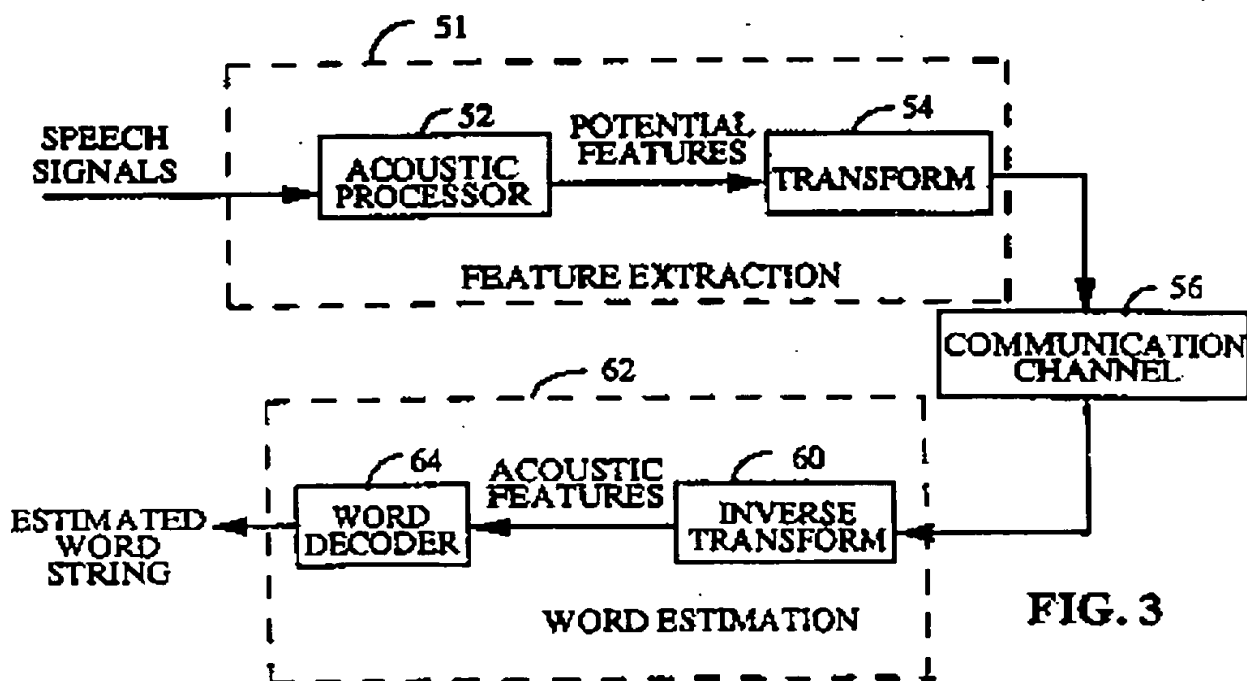 51
SPEECH
SIGNALS
52
ACOUSTIC
PROCESSOR
POTENTIAL
FEATURES
54
TRANSFORM
FEATURE EXTRACTION
56
COMMUNICATION
CHANNEL
62
64
WORD
DECODER
ACOUSTIC
FEATURES
60
INVERSE
TRANSFORM
ESTIMATED
WORD
STRING
WORD ESTIMATION
FIG. 3